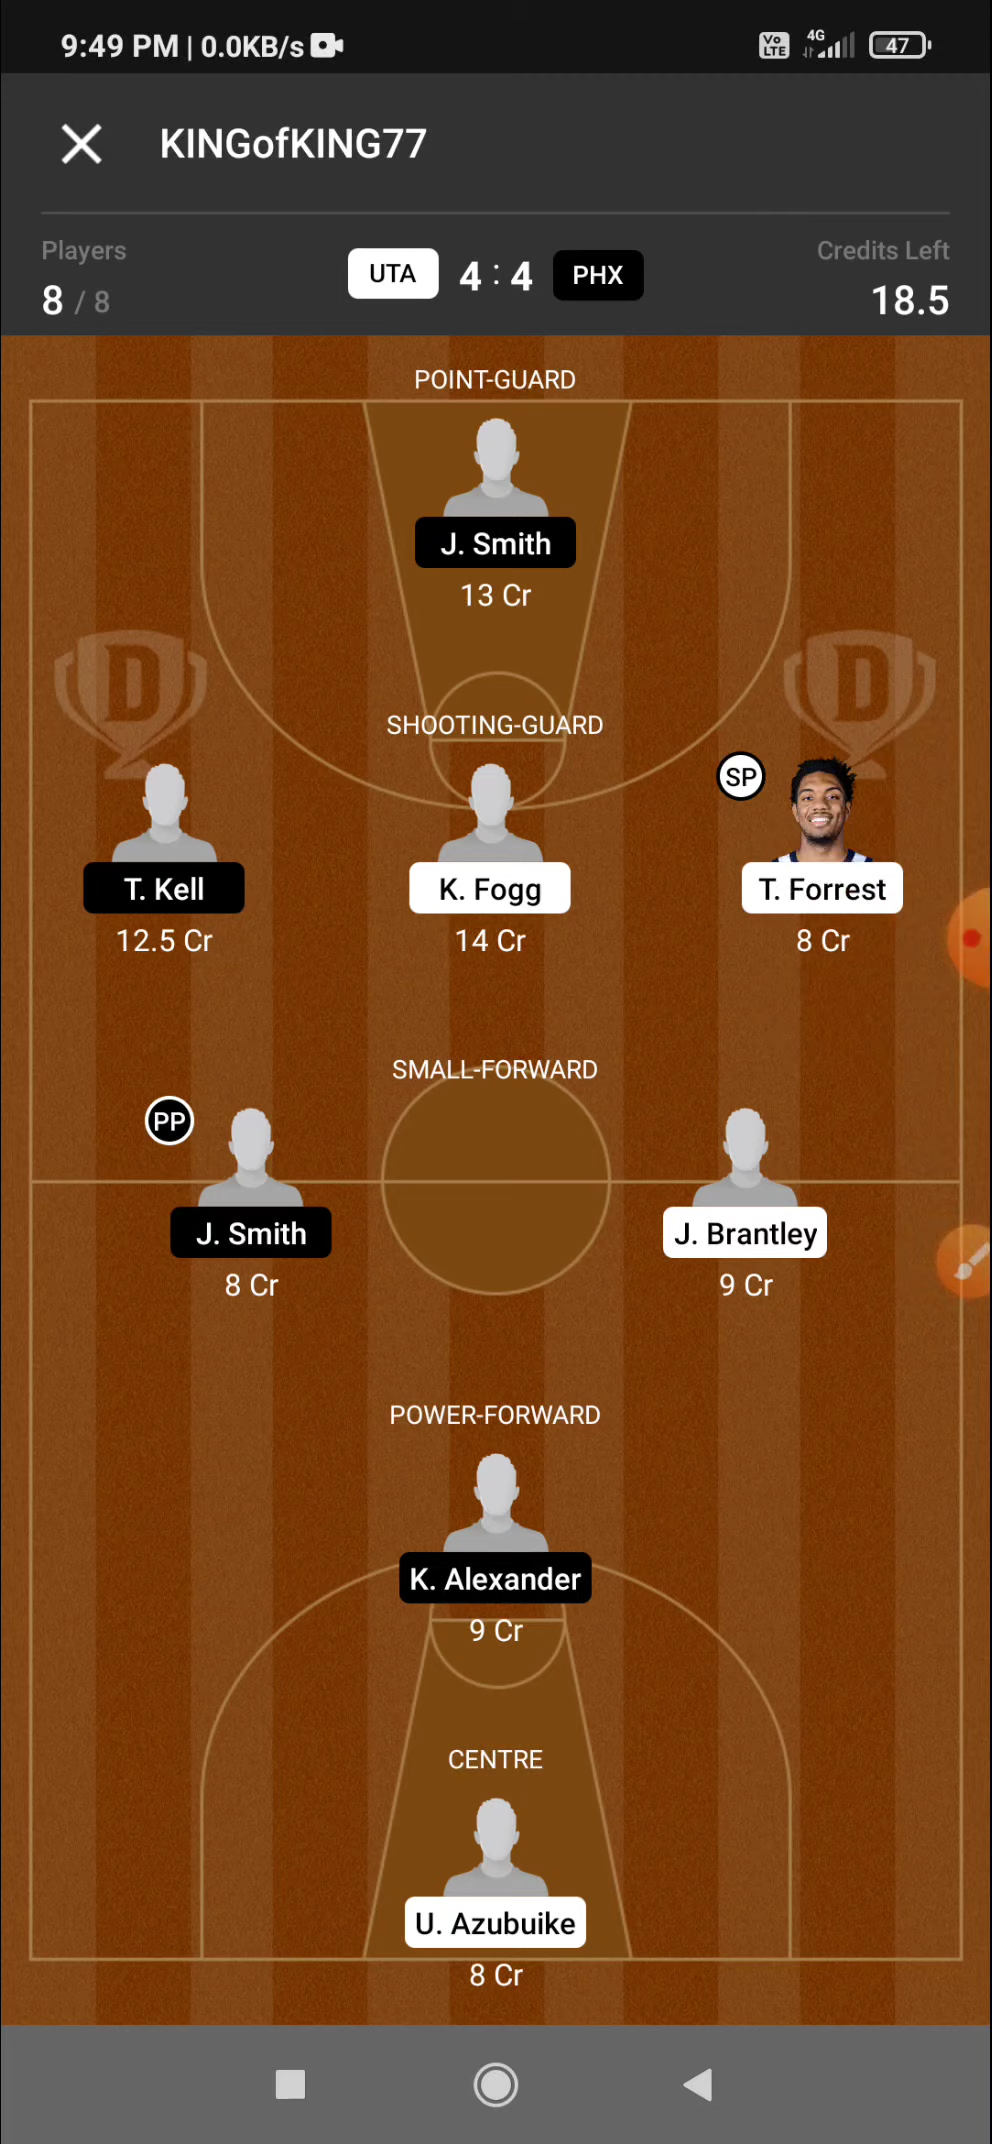 9:49 PM | 0.0KB/s Vo LTE 4G 47
KINGofKING77
Players Credits Left
8 / 8 UTA 4 : 4 PHX 18.5
POINT-GUARD
J. Smith
13 Cr
D D
SHOOTING-GUARD
SP
T. Kell K. Fogg T. Forrest
12.5 Cr 14 Cr 8 Cr
SMALL-FORWARD
PP
J. Smith J. Brantley
8 Cr 9 Cr
POWER-FORWARD
K. Alexander
9 Cr
CENTRE
U. Azubuike
8 Cr